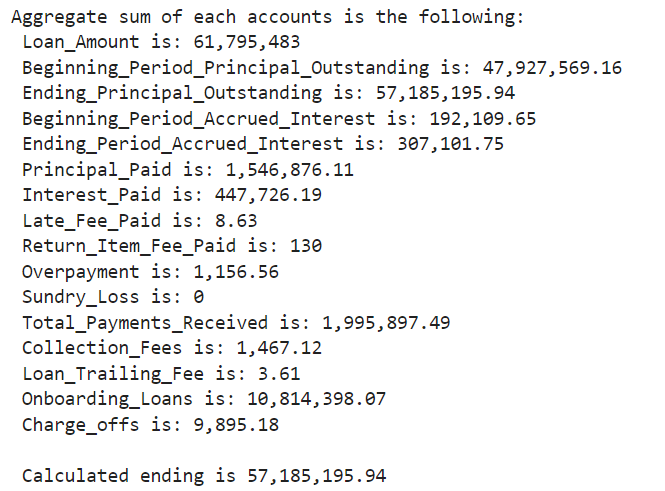 Aggregate sum of each accounts is the following:
Loan_Amount is: 61,795,483
Beginning_Period_Principal_Outstanding is: 47,927,569.16
Ending_Principal_Outstanding is: 57,185,195.94
Beginning_Period_Accrued_Interest is: 192,109.65
Ending_Period_Accrued_Interest is: 307,101.75
Principal_Paid is: 1,546,876.11
Interest_Paid is: 447,726.19
Late_Fee_Paid is: 8.63
Return_Item_Fee_Paid is: 130
Overpayment is: 1,156.56
Sundry_Loss is: 0
Total_Payments_Received is: 1,995,897.49
Collection_Fees is: 1,467.12
Loan_Trailing_Fee is: 3.61
Onboarding_Loans is: 10,814,398.07
Charge_offs is: 9,895.18
Calculated ending is 57,185,195.94